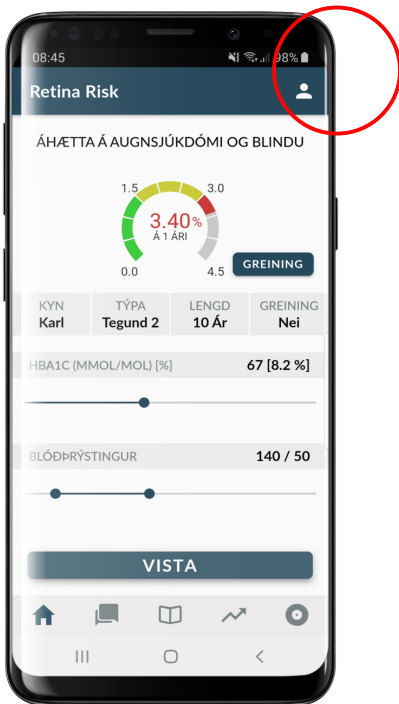 08:45 98%
Retina Risk
ÁHÆTTA Á AUGNSJÚKDÓMI OG BLINDU
1.5 3.0
3.40%
Á 1 ÁRI
0.0 4.5
GREINING
KYN TÝPA LENGD GREINING
Karl Tegund 2 10 Ár Nei
HBA1C (MMOL/MOL) [%] 67 [8.2 %]
BLÓÐÞRÝSTINGUR 140 / 50
VISTA